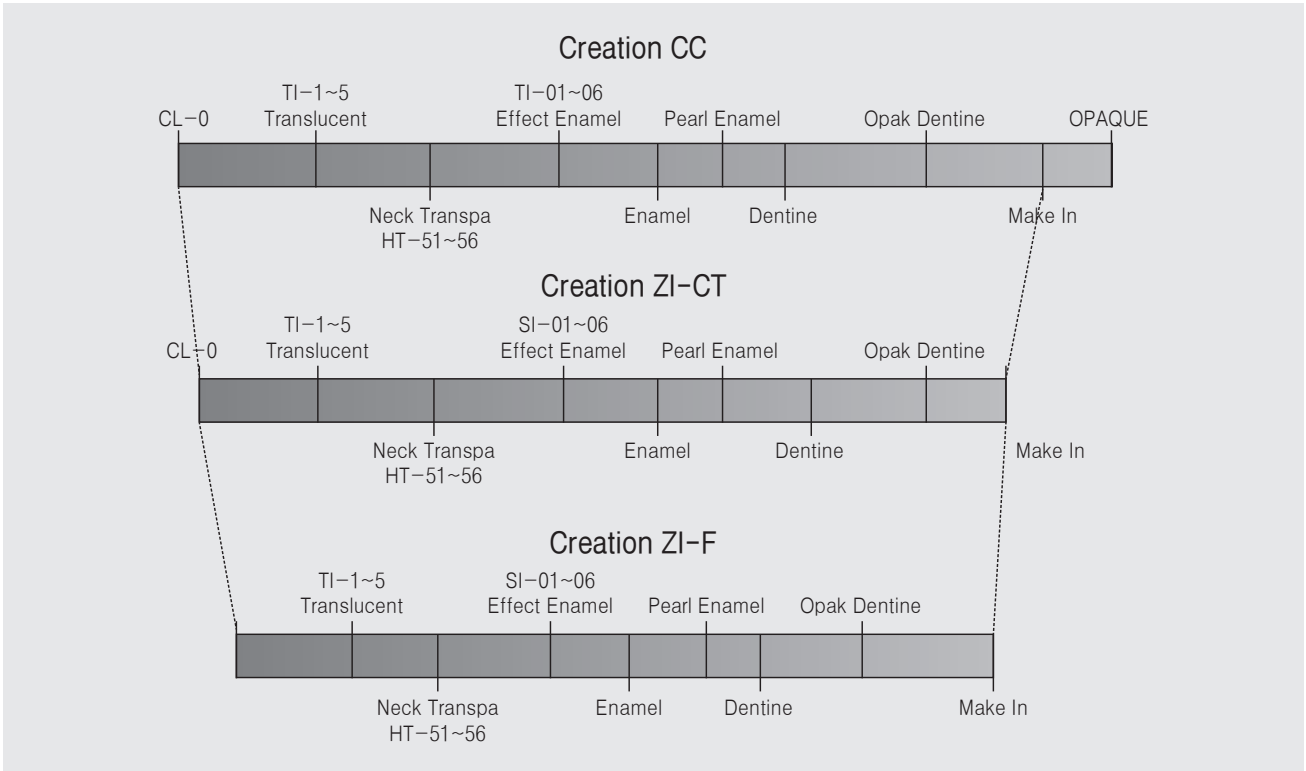 Creation CC
TI-1~5
TI-01~06
CL-0
Translucent
Effect Enamel
Pearl Enamel
Opak Dentine
OPAQUE
Neck Transpa
Enamel
Dentine
Make In
HT-51~56
Creation ZI-CT
TI-1~5
SI-01~06
CL-0
Translucent
Effect Enamel
Pearl Enamel
Opak Dentine
Neck Transpa
Enamel
Dentine
Make In
HT-51~56
Creation ZI-F
TI-1~5
SI-01~06
Translucent
Effect Enamel
Pearl Enamel
Opak Dentine
Neck Transpa
Enamel
Dentine
Make In
HT-51~56